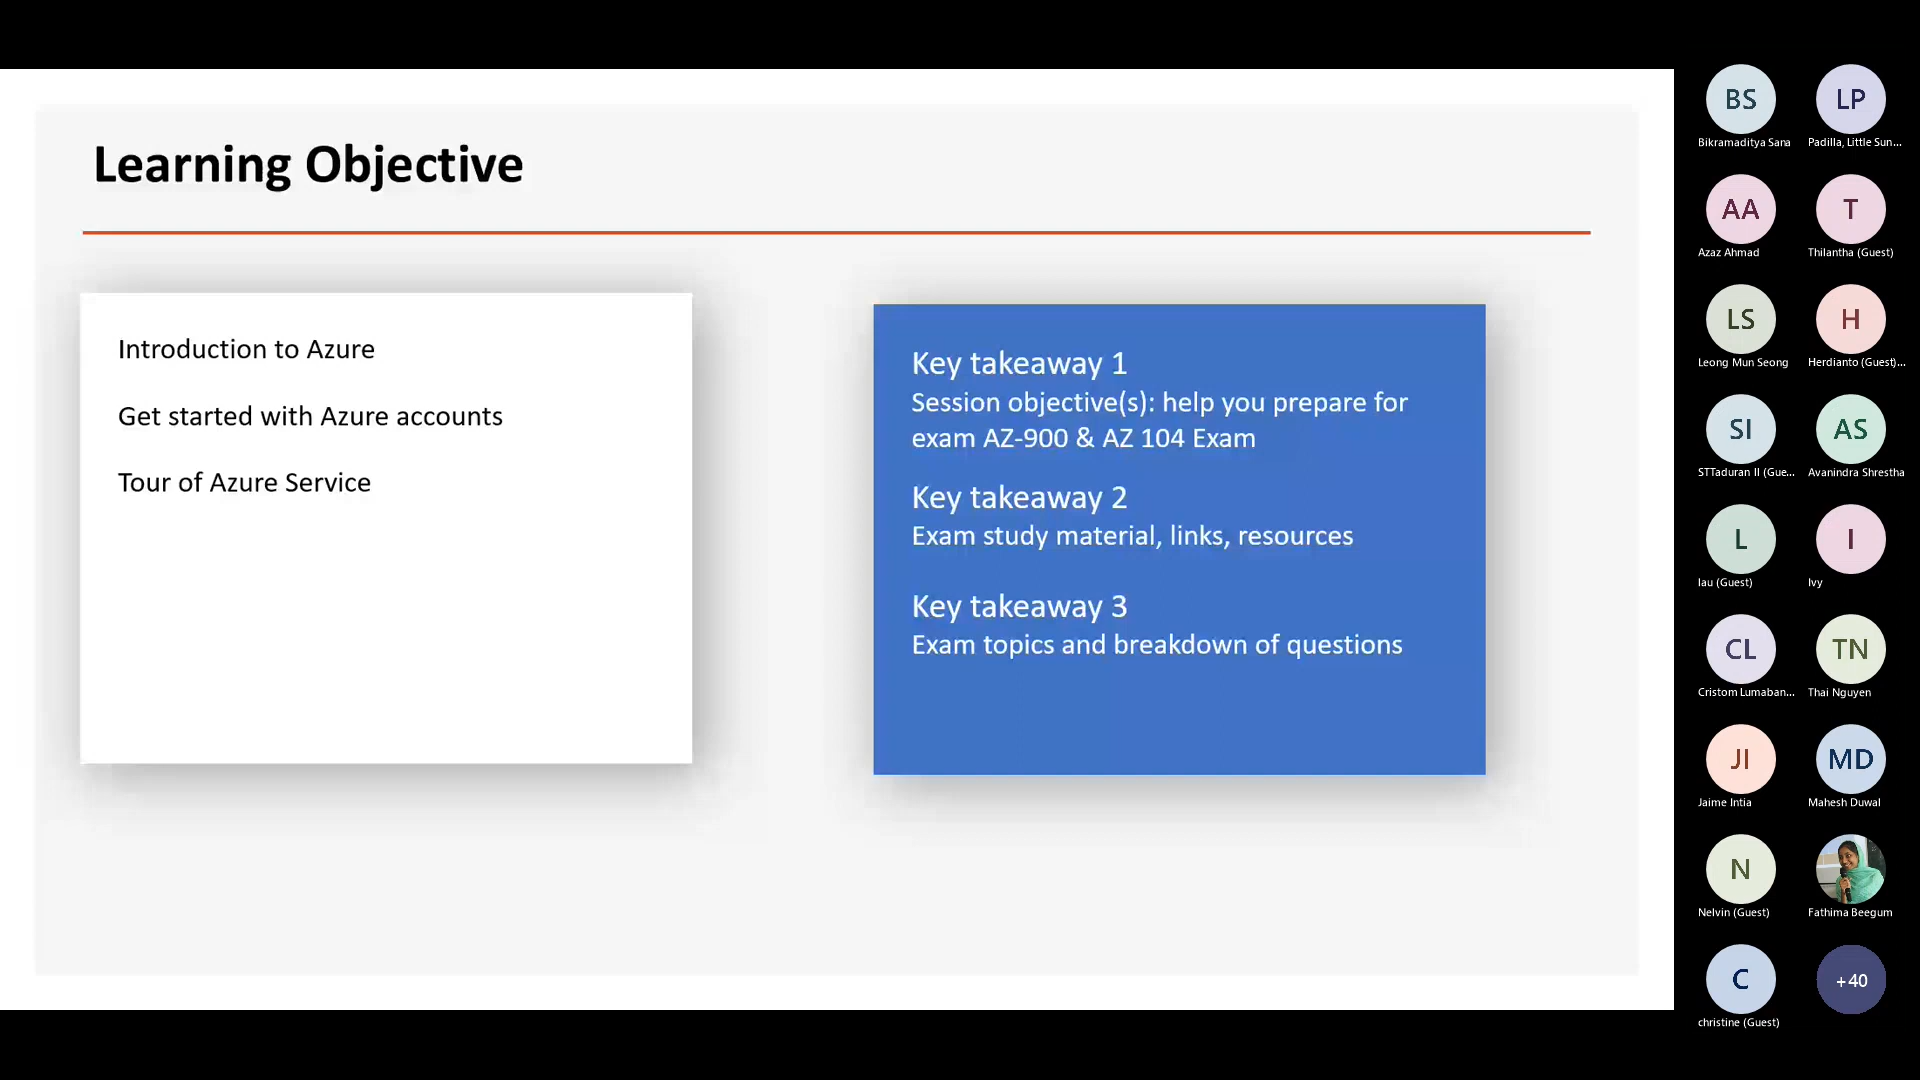 Learning Objective
Introduction to Azure
Get started with Azure accounts
Tour of Azure Service
Key takeaway 1
Session objective(s): help you prepare for
exam AZ-900 & AZ 104 Exam
Key takeaway 2
Exam study material, links, resources
Key takeaway 3
Exam topics and breakdown of questions
BS
LP
Bikramaditya Sana
Padilla, Little Sun...
AA
T
Azaz Ahmad
Thilantha (Guest)
LS
H
Leong Mun Seong
Herdianto (Guest)...
SI
AS
STTaduran II (Gue...
Avanindra Shrestha
L
I
lau (Guest)
Ivy
CL
TN
Cristom Lumaban...
Thai Nguyen
JI
MD
Jaime Intia
Mahesh Duwal
N
Nelvin (Guest)
Fathima Beegum
C
+40
christine (Guest)